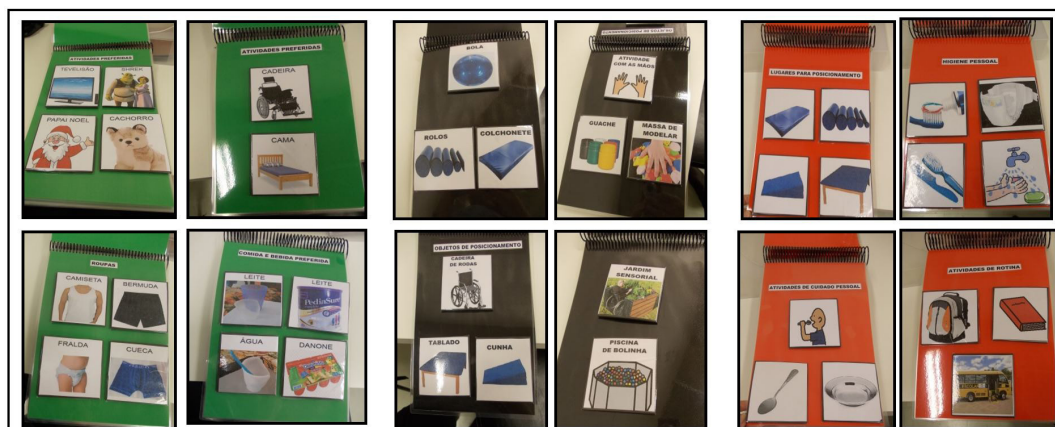 ATIVIDADES PREFERIDAS
TEVELISÃO
SHREK
PAPAI NOEL
CACHORRO
ATIVIDADES PREFERIDAS
CADEIRA
CAMA
BOLA
ROLOS
COLCHONETE
ATIVIDADE
COM AS MÃOS
GUACHE
MASSA DE
MODELAR
LUGARES PARA POSICIONAMENTO
HIGIENE PESSOAL
ROUPAS
CAMISETA
BERMUDA
FRALDA
CUECA
COMIDA E BEBIDA PREFERIDA
LEITE
LEITE
PediaSure
ÁGUA
DANONE
OBJETOS DE POSICIONAMENTO
CADEIRA
DE RODAS
TABLADO
CUNHA
JARDIM
SENSORIAL
PISCINA
DE BOLINHA
ATIVIDADES DE CUIDADO PESSOAL
ATIVIDADES DE ROTINA